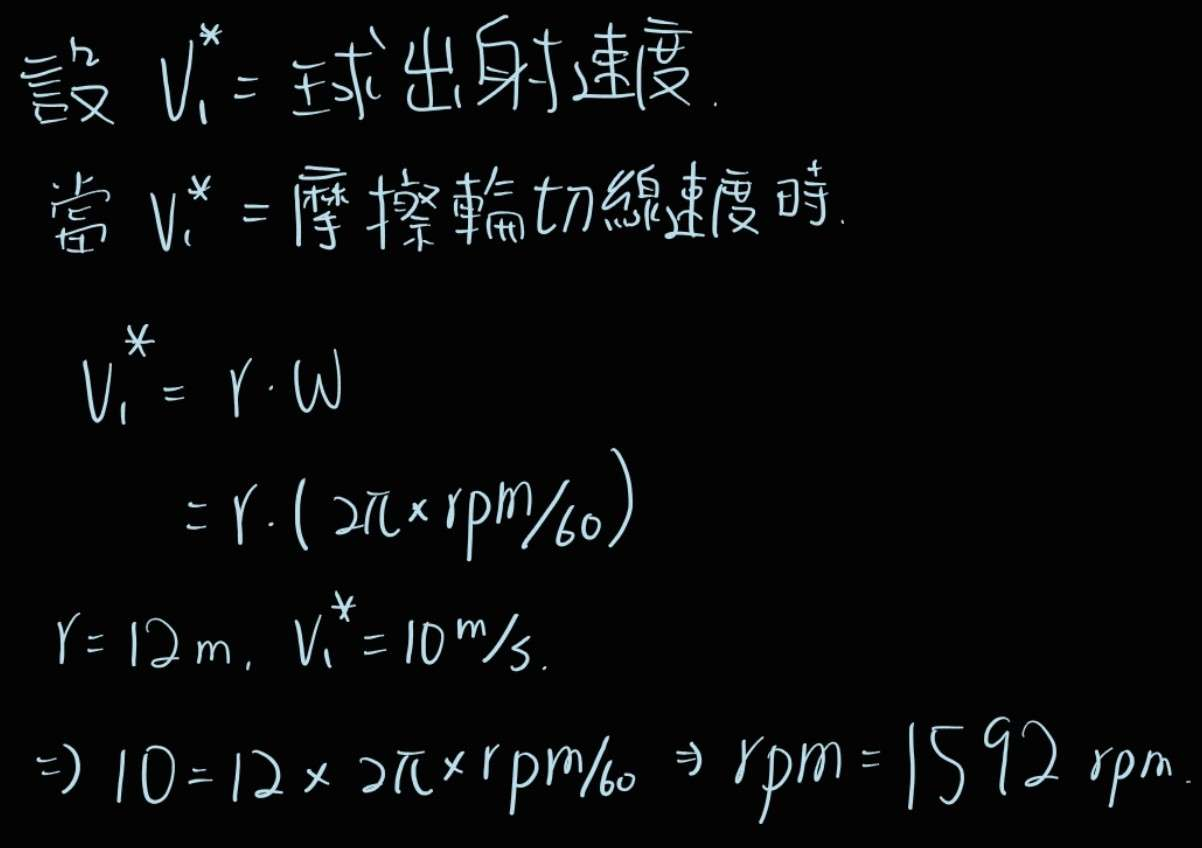 設 V₁* = 球出射速度.
當 V₁* = 摩擦輪切線速度時.
V₁* = r · W
= r · ( 2π × rpm/60 )
r = 12 m, V₁* = 10 m/s.
⇒ 10 = 12 × 2π × rpm/60 ⇒ rpm = 1592 rpm.